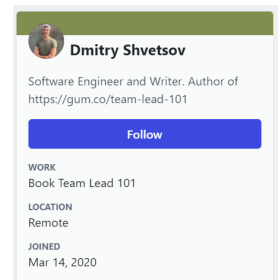 Dmitry Shvetsov
Software Engineer and Writer. Author of
https://gum.co/team-lead-101
Follow
WORK
Book Team Lead 101
LOCATION
Remote
JOINED
Mar 14, 2020